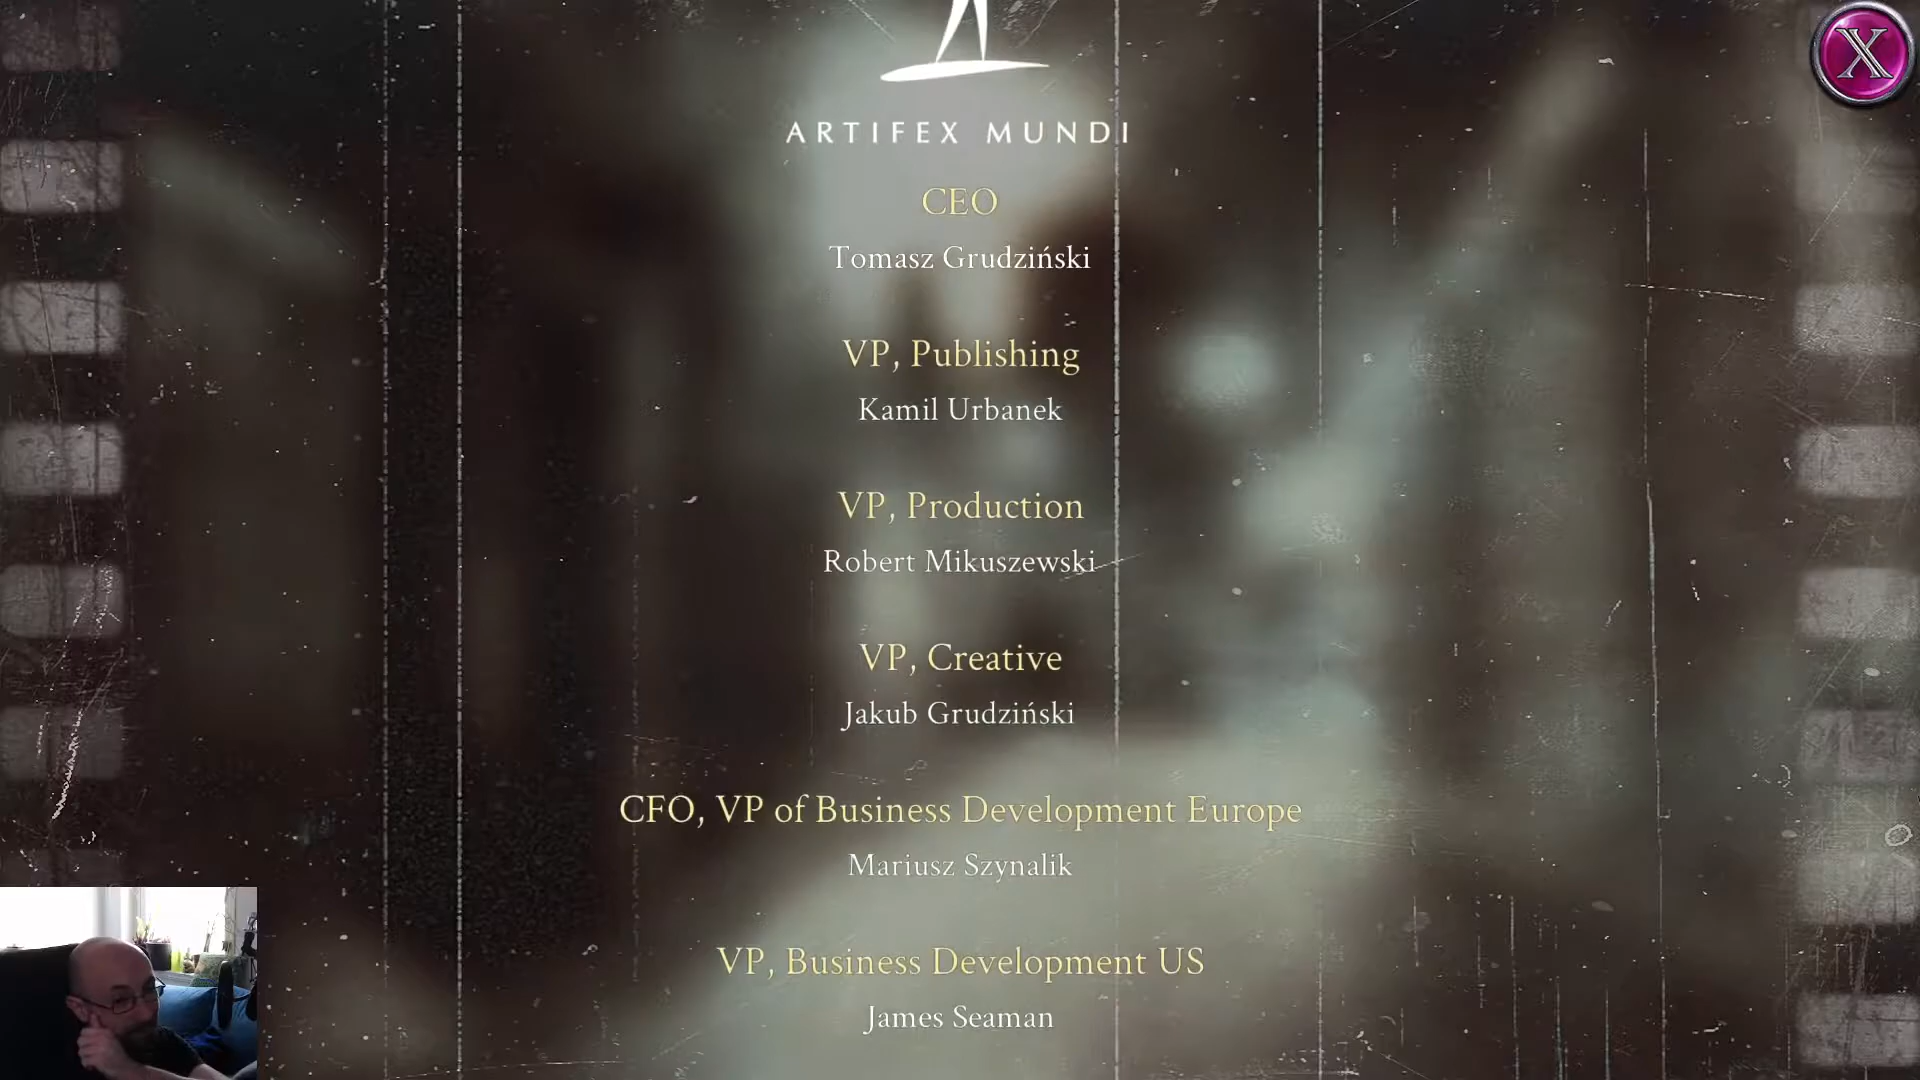 ARTIFEX MUNDI
CEO
Tomasz Grudziński
VP, Publishing
Kamil Urbanek
VP, Production
Robert Mikuszewski
VP, Creative
Jakub Grudziński
CFO, VP of Business Development Europe
Mariusz Szynalik
VP, Business Development US
James Seaman
X